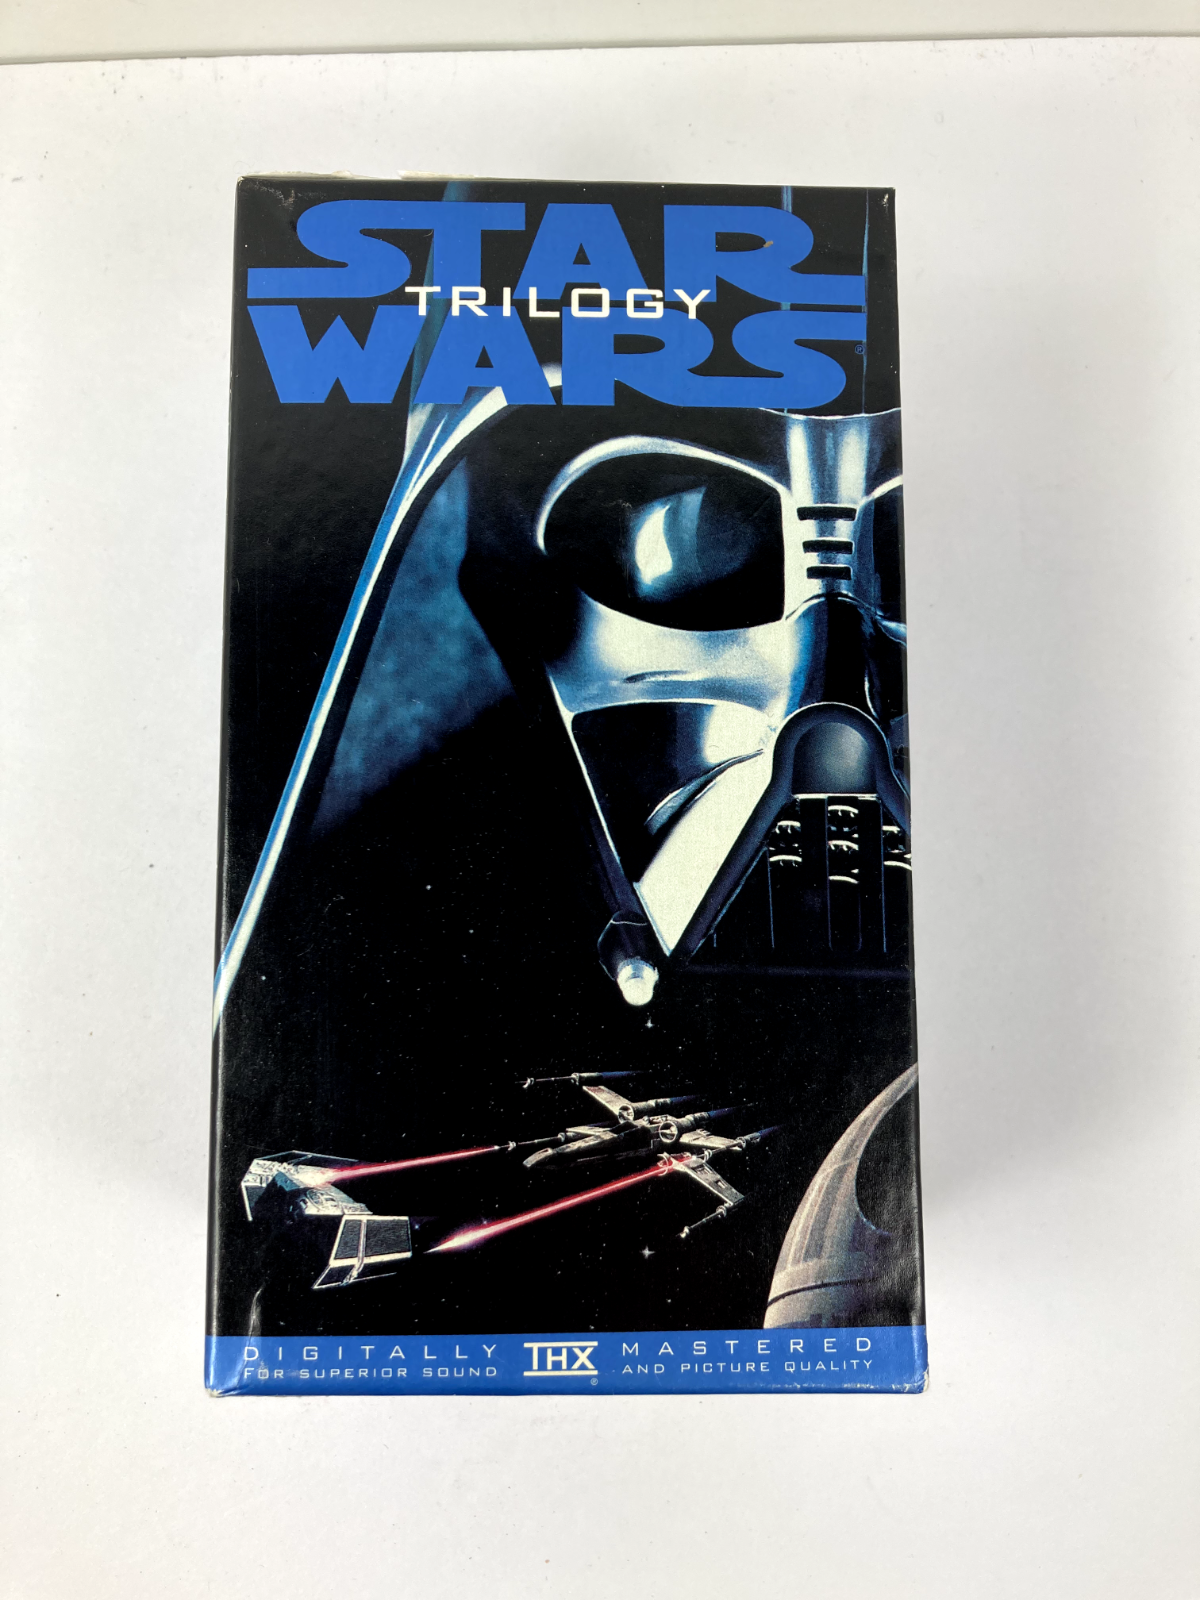 STAR
TRILOGY
WARS®
DIGITALLY THX® MASTERED
FOR SUPERIOR SOUND AND PICTURE QUALITY